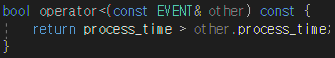 bool operator<(const EVENT& other) const {
return process_time > other.process_time;
}